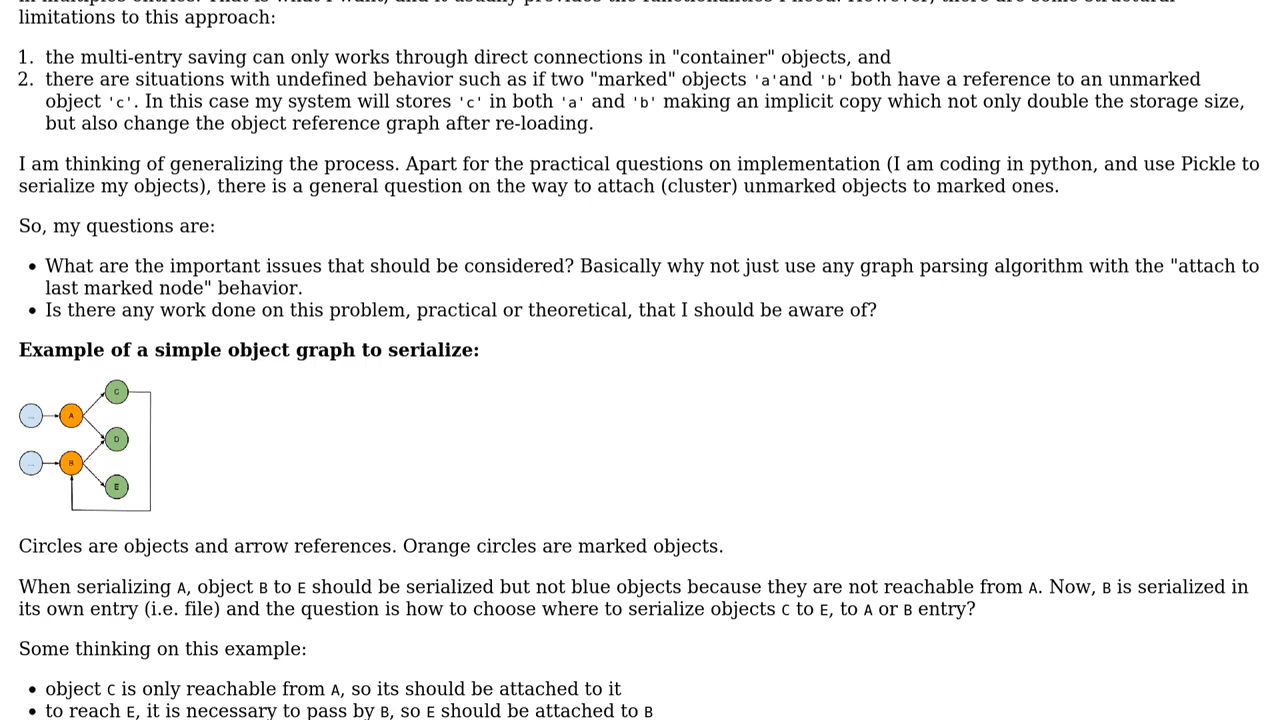 limitations to this approach:
1. the multi-entry saving can only works through direct connections in "container" objects, and
2. there are situations with undefined behavior such as if two "marked" objects 'a'and 'b' both have a reference to an unmarked
object 'c'. In this case my system will stores 'c' in both 'a' and 'b' making an implicit copy which not only double the storage size,
but also change the object reference graph after re-loading.
I am thinking of generalizing the process. Apart for the practical questions on implementation (I am coding in python, and use Pickle to
serialize my objects), there is a general question on the way to attach (cluster) unmarked objects to marked ones.
So, my questions are:
• What are the important issues that should be considered? Basically why not just use any graph parsing algorithm with the "attach to
last marked node" behavior.
• Is there any work done on this problem, practical or theoretical, that I should be aware of?
Example of a simple object graph to serialize:
C
... A
D
... B
E
Circles are objects and arrow references. Orange circles are marked objects.
When serializing A, object B to E should be serialized but not blue objects because they are not reachable from A. Now, B is serialized in
its own entry (i.e. file) and the question is how to choose where to serialize objects C to E, to A or B entry?
Some thinking on this example:
• object C is only reachable from A, so its should be attached to it
• to reach E, it is necessary to pass by B, so E should be attached to B